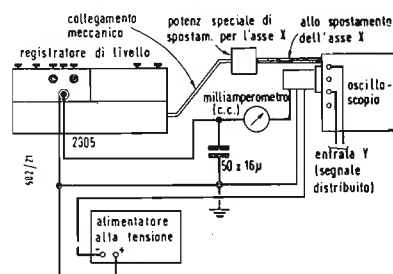 collegamento
meccanico
potenz speciale di
spostam. per l'asse X
allo spostamento
dell'asse X
registratore di livello
milliamperometro
(c.c.)
oscillo-
scopio
2305
50 x 16µ
entrata Y
(segnale
distribuito)
alimentatore
alta tensione
- +